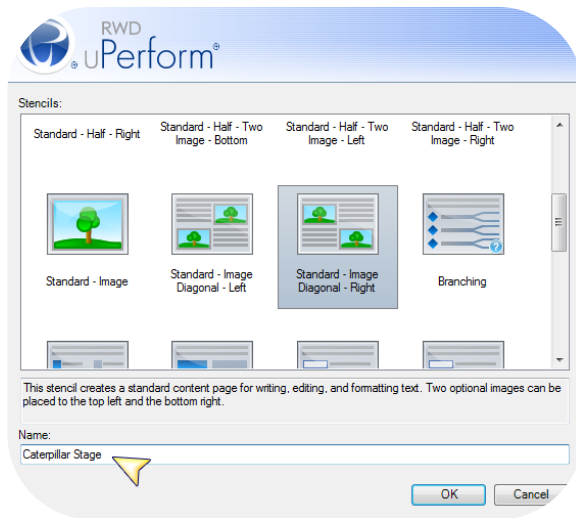 RWD
uPerform®
Stencils:
Standard - Half - Right
Standard - Half - Two
Image - Bottom
Standard - Half - Two
Image - Left
Standard - Half - Two
Image - Right
Standard - Image
Standard - Image
Diagonal - Left
Standard - Image
Diagonal - Right
Branching
This stencil creates a standard content page for writing, editing, and formatting text. Two optional images can be
placed to the top left and the bottom right.
Name:
Caterpillar Stage
OK
Cancel